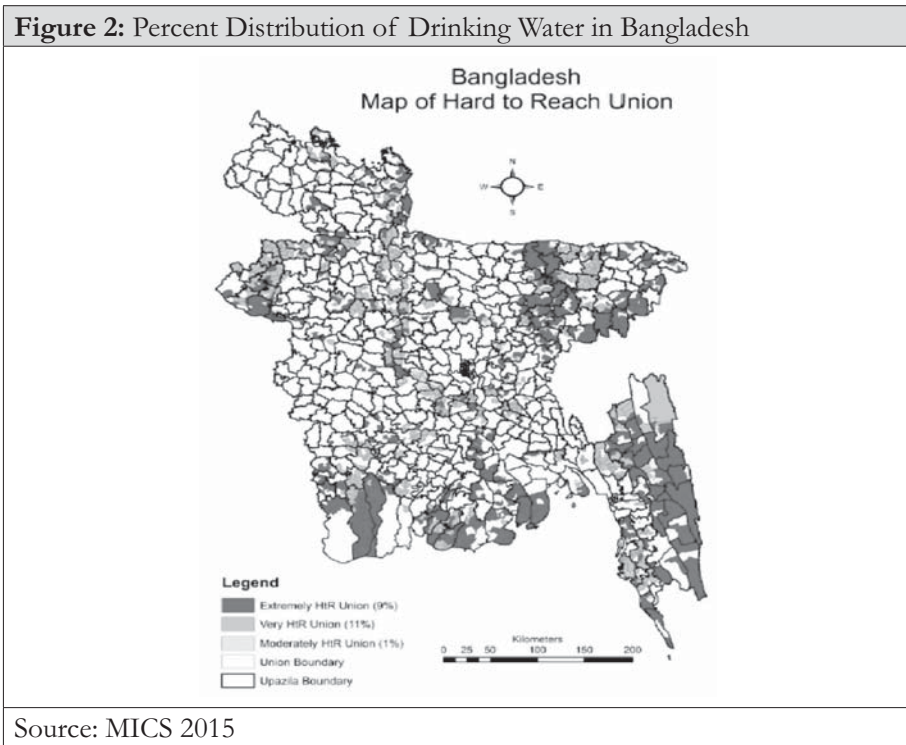 Figure 2: Percent Distribution of Drinking Water in Bangladesh
Bangladesh
Map of Hard to Reach Union
N
W E
S
Legend
Extremely HtR Union (9%)
Very HtR Union (11%)
Moderately HtR Union (1%)
Union Boundary
Upazila Boundary
Kilometers
0 25 50 100 150 200
Source: MICS 2015